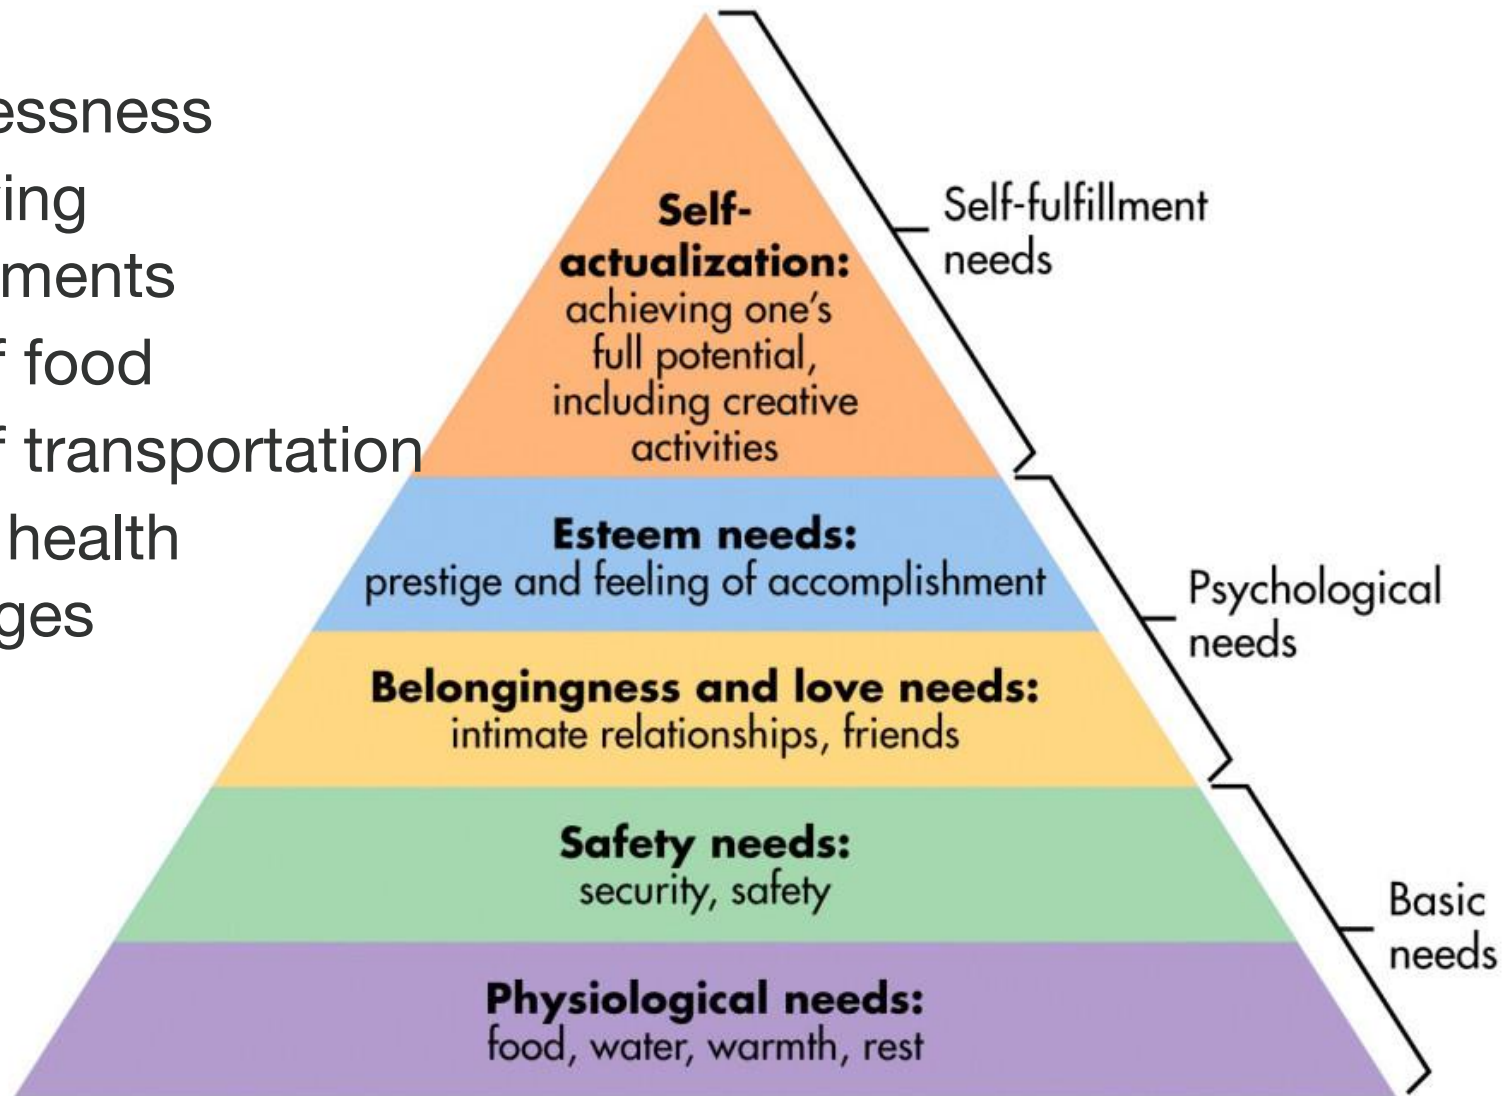 essness
ing
ments
f food
f transportation
health
ges
Self-
actualization:
achieving one’s
full potential,
including creative
activities
Esteem needs:
prestige and feeling of accomplishment
Belongingness and love needs:
intimate relationships, friends
Safety needs:
security, safety
Physiological needs:
food, water, warmth, rest
Self-fulfillment
needs
Psychological
needs
Basic
needs